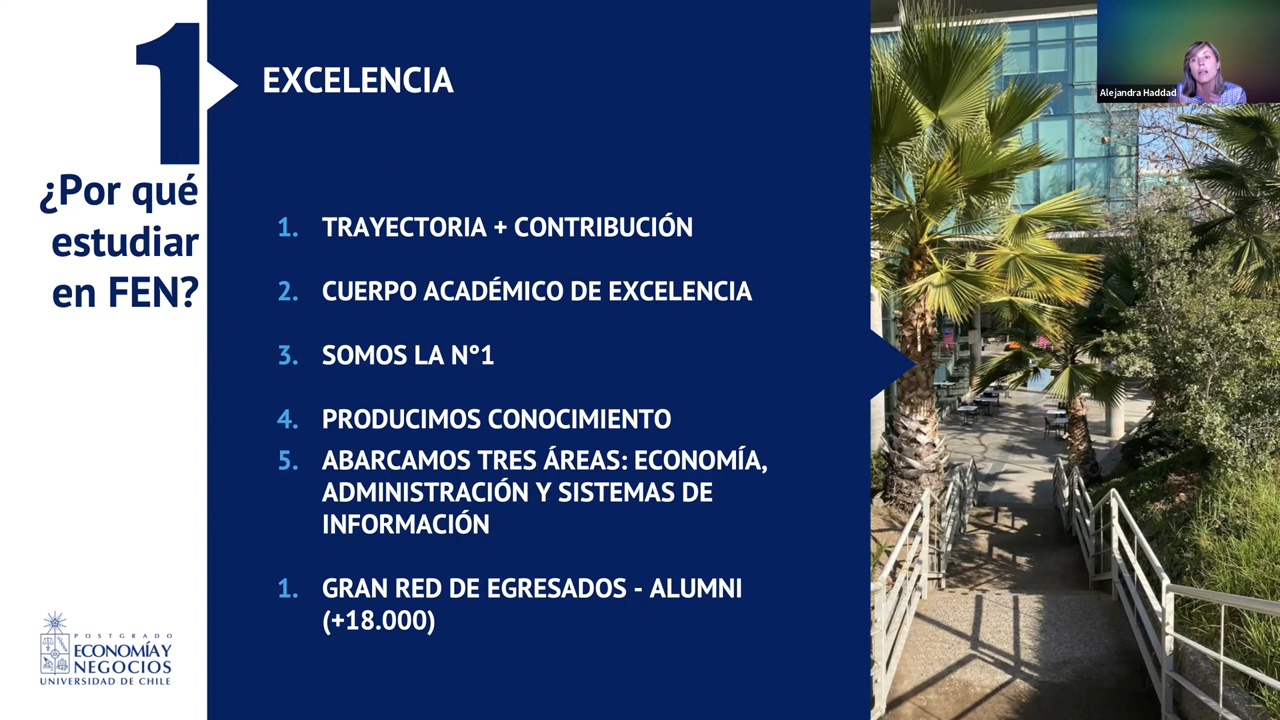 1
¿Por qué
estudiar
en FEN?
EXCELENCIA
1. TRAYECTORIA + CONTRIBUCIÓN
2. CUERPO ACADÉMICO DE EXCELENCIA
3. SOMOS LA N°1
4. PRODUCIMOS CONOCIMIENTO
5. ABARCAMOS TRES ÁREAS: ECONOMÍA,
ADMINISTRACIÓN Y SISTEMAS DE
INFORMACIÓN
1. GRAN RED DE EGRESADOS - ALUMNI
(+18.000)
POSTGRADO
ECONOMÍA Y
NEGOCIOS
UNIVERSIDAD DE CHILE
Alejandra Haddad